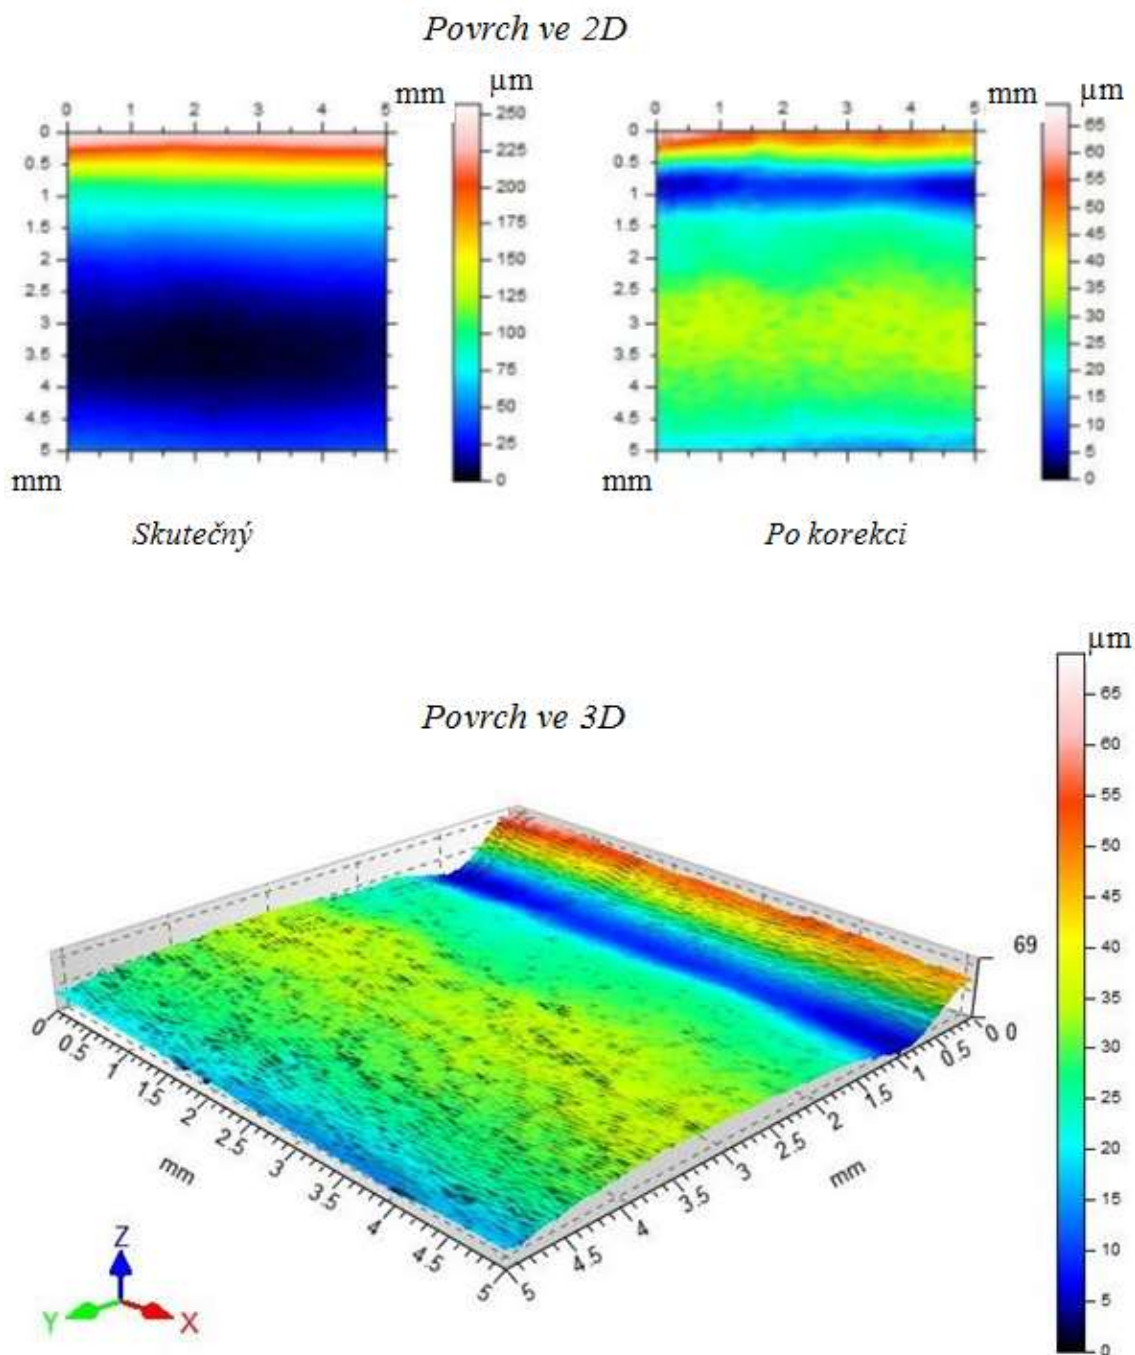 Povrch ve 2D
mm µm mm µm
0 1 2 3 4 5 0 1 2 3 4 5
0 0.5 1 1.5 2 2.5 3 3.5 4 4.5 5
250 225 200 175 150 125 100 75 50 25 0
0 0.5 1 1.5 2 2.5 3 3.5 4 4.5 5
65 60 55 50 45 40 35 30 25 20 15 10 5 0
mm mm
Skutečný Po korekci
µm
Povrch ve 3D
65 60 55 50 45 40 35 30 25 20 15 10 5 0
69
0 0
0 0.5 1 1.5 2 2.5 3 3.5 4 4.5 5
mm
5 4.5 4 3.5 3 2.5 2 1.5 1 0.5
mm
Z
Y X